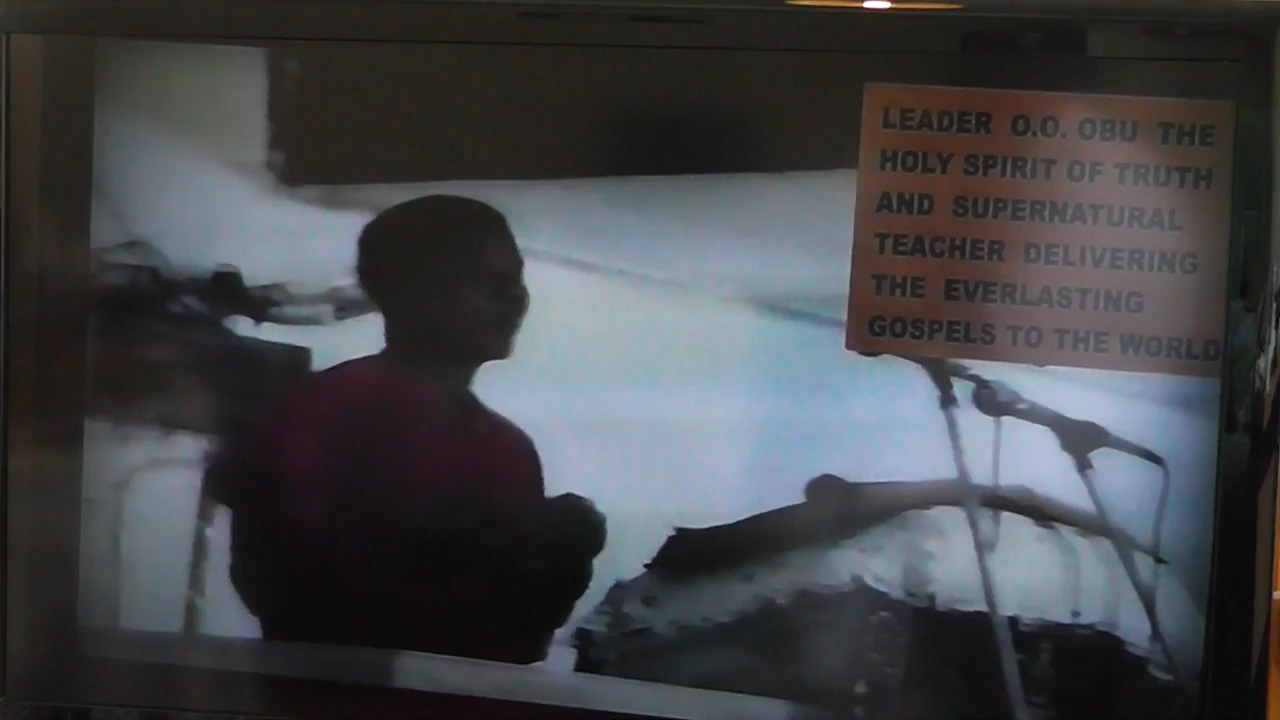 LEADER O.O. OBU THE
HOLY SPIRIT OF TRUTH
AND SUPERNATURAL
TEACHER DELIVERING
THE EVERLASTING
GOSPELS TO THE WORLD